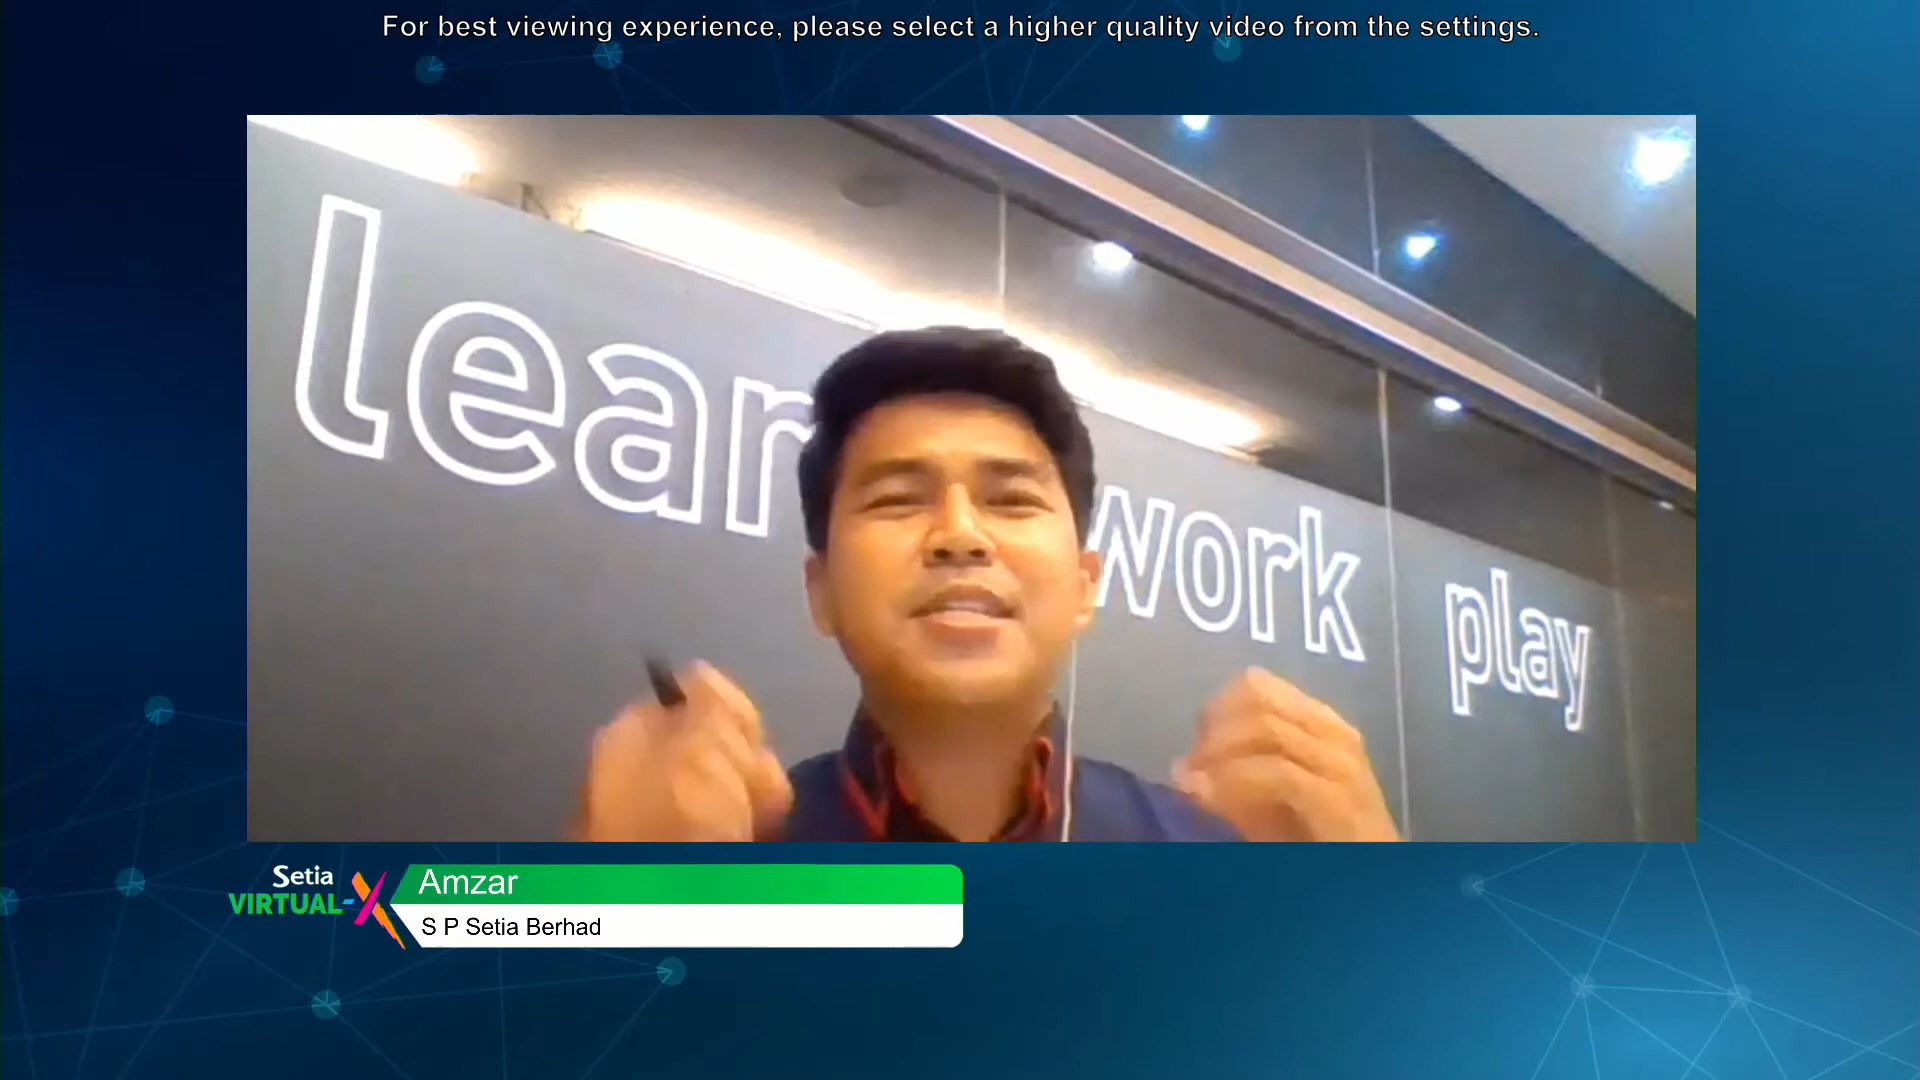 For best viewing experience, please select a higher quality video from the settings.
lear work play
Setia
VIRTUAL-X
Amzar
S P Setia Berhad